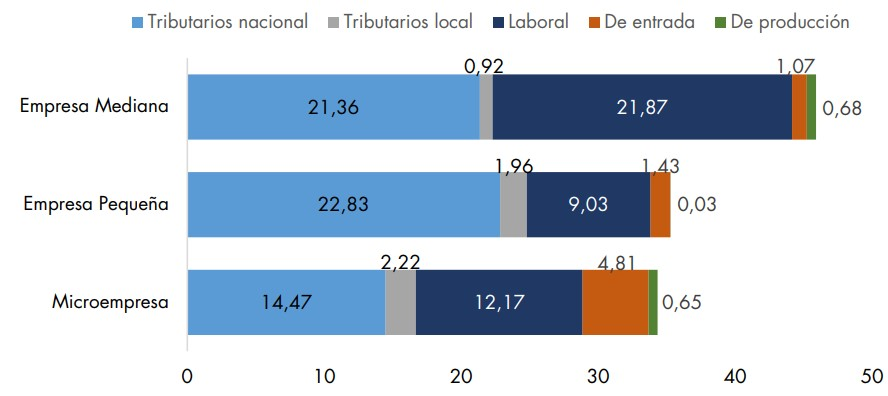 Tributarios nacional Tributarios local Laboral De entrada De producción
0,92 1,07
Empresa Mediana 21,36 21,87 0,68
1,96 1,43
Empresa Pequeña 22,83 9,03 0,03
2,22 4,81
Microempresa 14,47 12,17 0,65
0 10 20 30 40 50